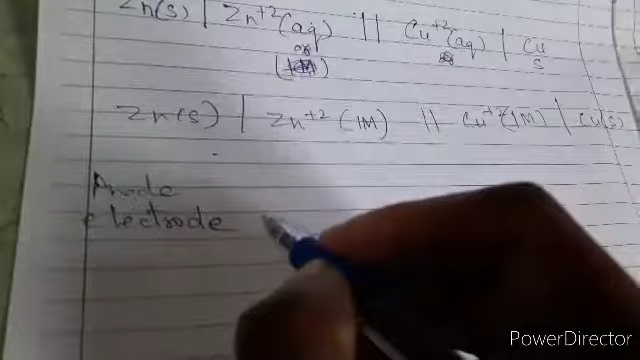 Zn(s) | Zn+2(aq) || Cu+2(aq) | Cu
or
s
(1M)
Zn(s) | Zn+2 (1M) || Cu+2(1M) | Cu(s)
Anode
electrode
PowerDirector